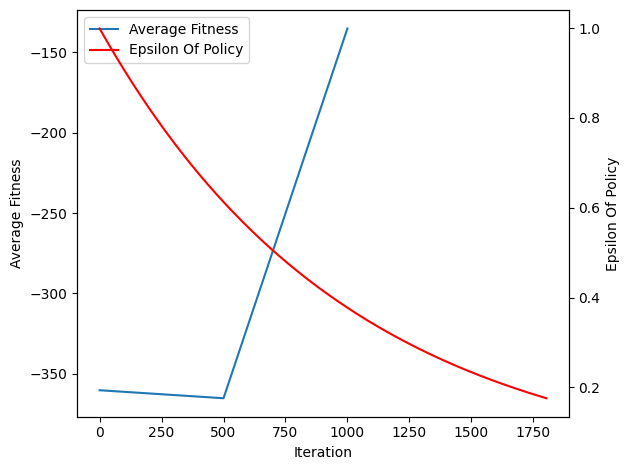 Average Fitness
Epsilon Of Policy
−150
−200
−250
−300
−350
Average Fitness
1.0
0.8
0.6
0.4
0.2
Epsilon Of Policy
0 250 500 750 1000 1250 1500 1750
Iteration